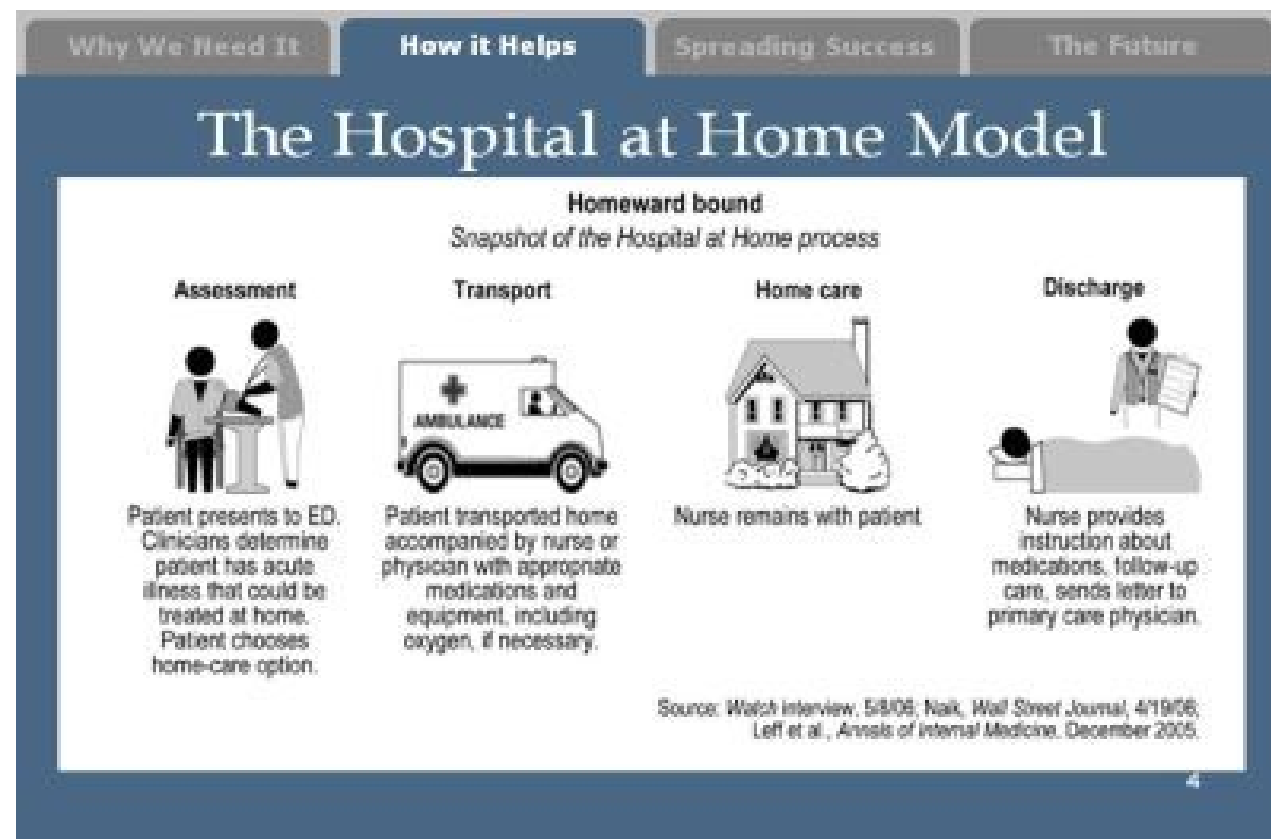 Why We Need It
How it Helps
Spreading Success
The Future
The Hospital at Home Model
Homeward bound
Snapshot of the Hospital at Home process
Assessment
Patient presents to ED.
Clinicians determine
patient has acute
illness that could be
treated at home.
Patient chooses
home-care option.
Transport
AMBULANCE
Patient transported home
accompanied by nurse or
physician with appropriate
medications and
equipment, including
oxygen, if necessary.
Home care
Nurse remains with patient
Discharge
Nurse provides
instruction about
medications, follow-up
care, sends letter to
primary care physician.
Source: Watch interview, 5/8/06; Naik, Wall Street Journal, 4/19/06;
Leff et al., Annals of Internal Medicine, December 2005.
4